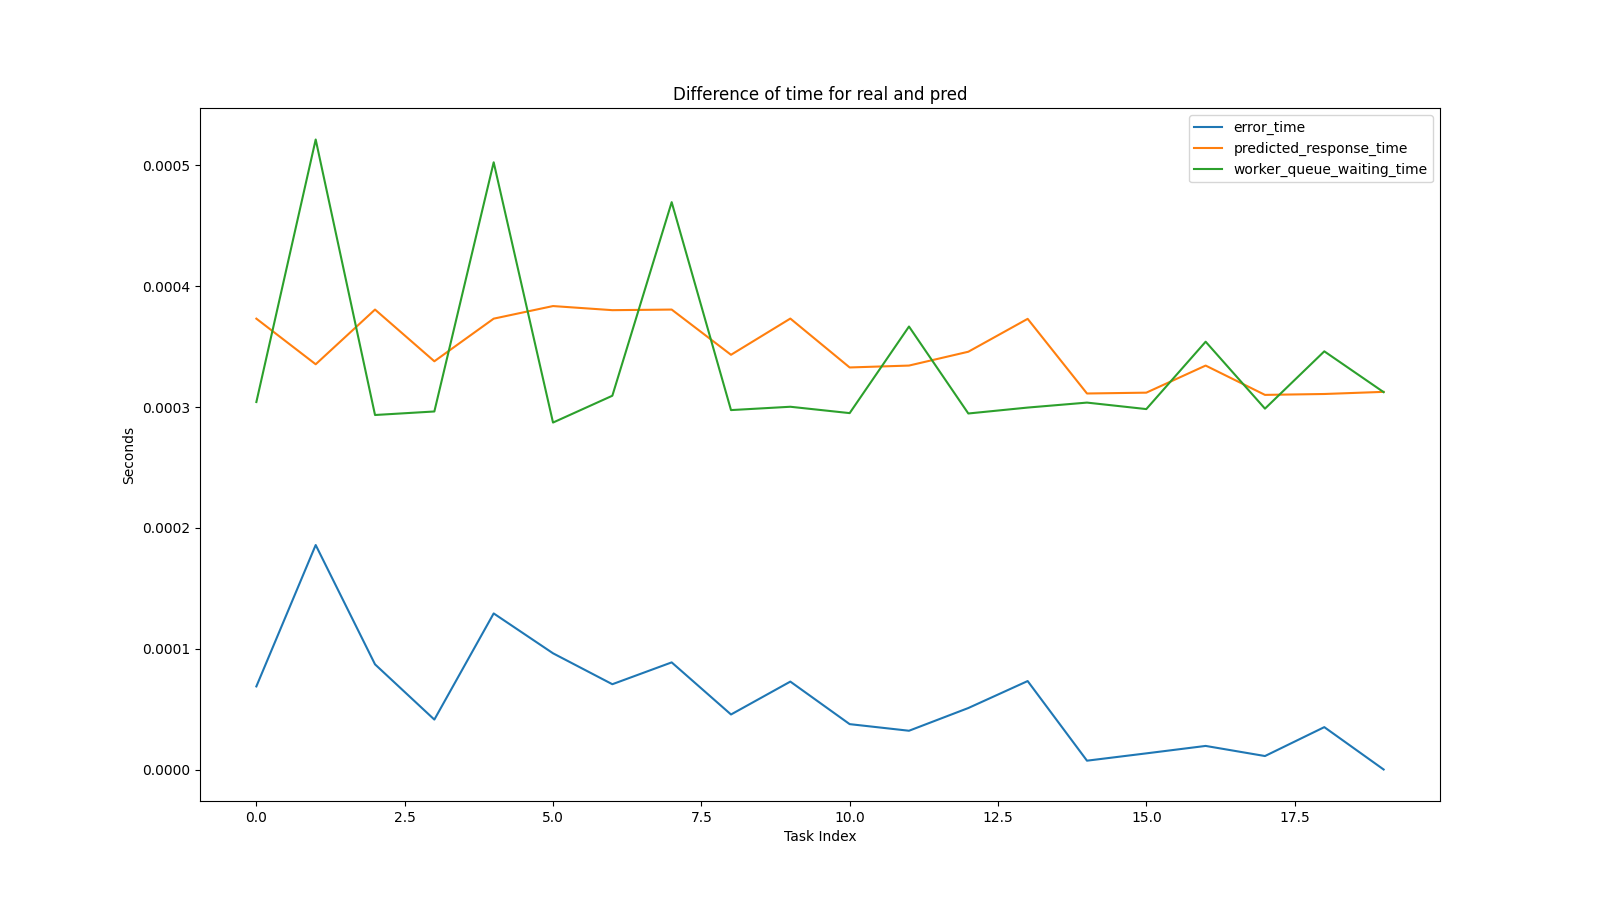 Difference of time for real and pred
error_time
predicted_response_time
worker_queue_waiting_time
0.0005
0.0004
0.0003
0.0002
0.0001
0.0000
Seconds
0.0
2.5
5.0
7.5
10.0
12.5
15.0
17.5
Task Index